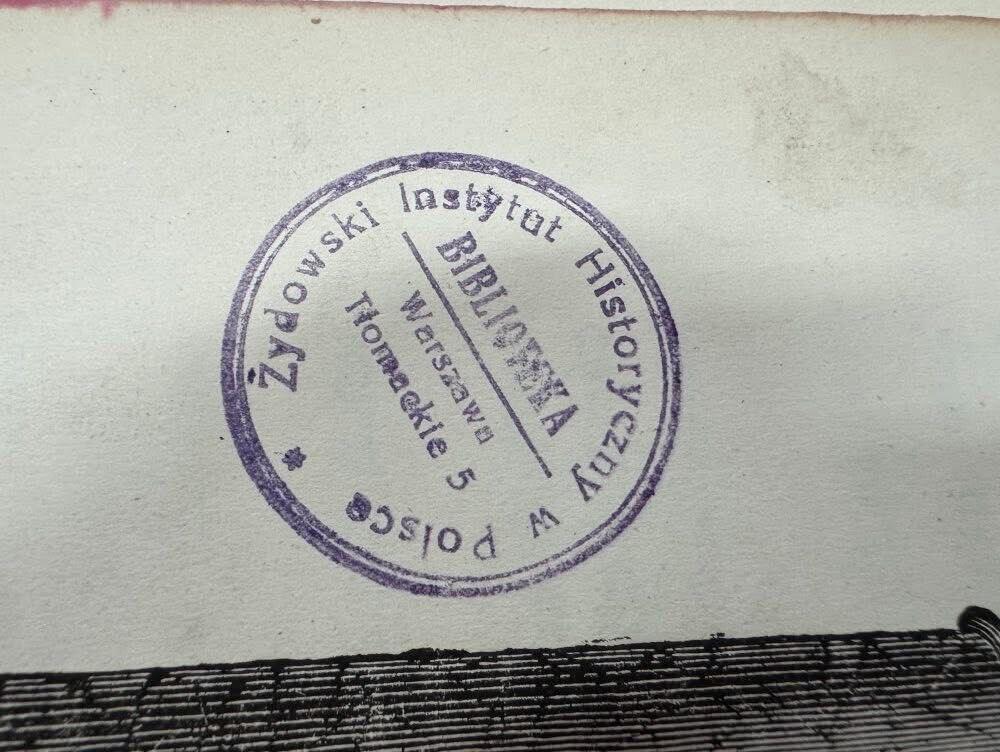 Żydowski Instytut Historyczny w Polsce *
BIBLIOTEKA
Warszawa
Tłomackie 5